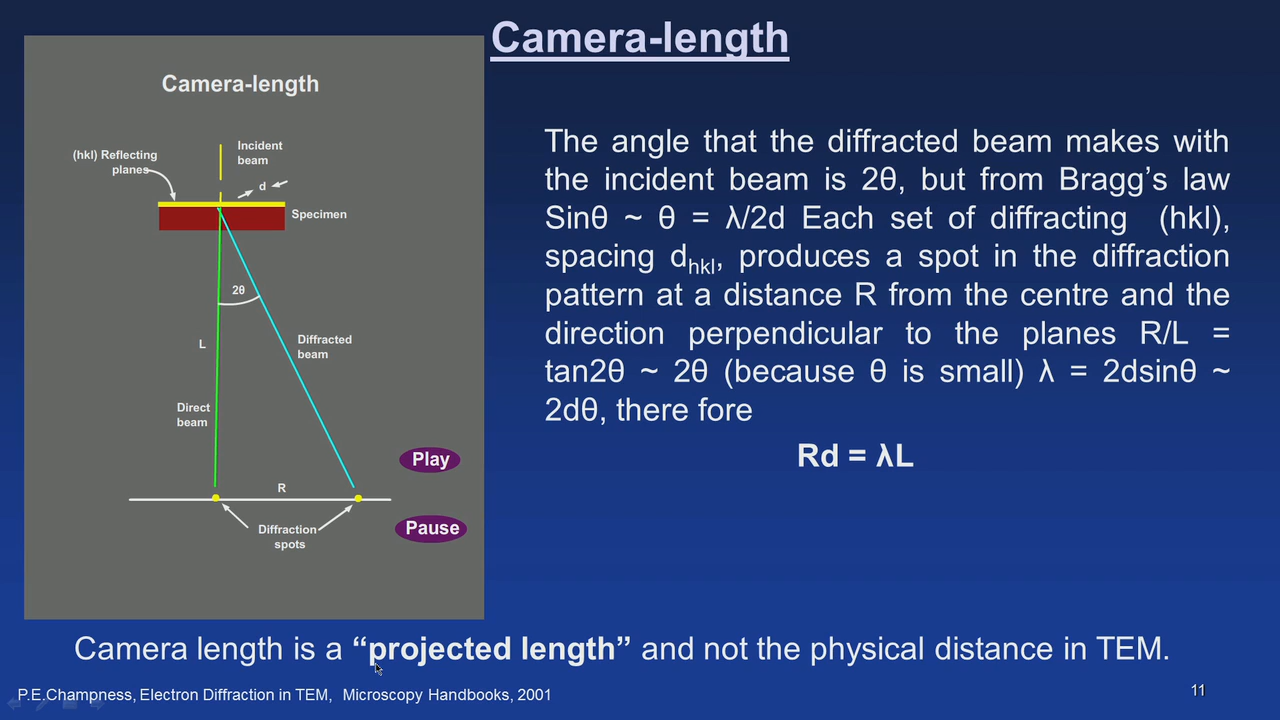 Camera-length
Camera-length
(hkl) Reflecting
planes
Incident
beam
d
Specimen
2θ
L
Diffracted
beam
Direct
beam
Play
R
Pause
Diffraction
spots
The angle that the diffracted beam makes with
the incident beam is 2θ, but from Bragg’s law
Sinθ ~ θ = λ/2d Each set of diffracting (hkl),
spacing dhkl, produces a spot in the diffraction
pattern at a distance R from the centre and the
direction perpendicular to the planes R/L =
tan2θ ~ 2θ (because θ is small) λ = 2dsinθ ~
2dθ, there fore
Rd = λL
Camera length is a “projected length” and not the physical distance in TEM.
P.E.Champness, Electron Diffraction in TEM, Microscopy Handbooks, 2001
11